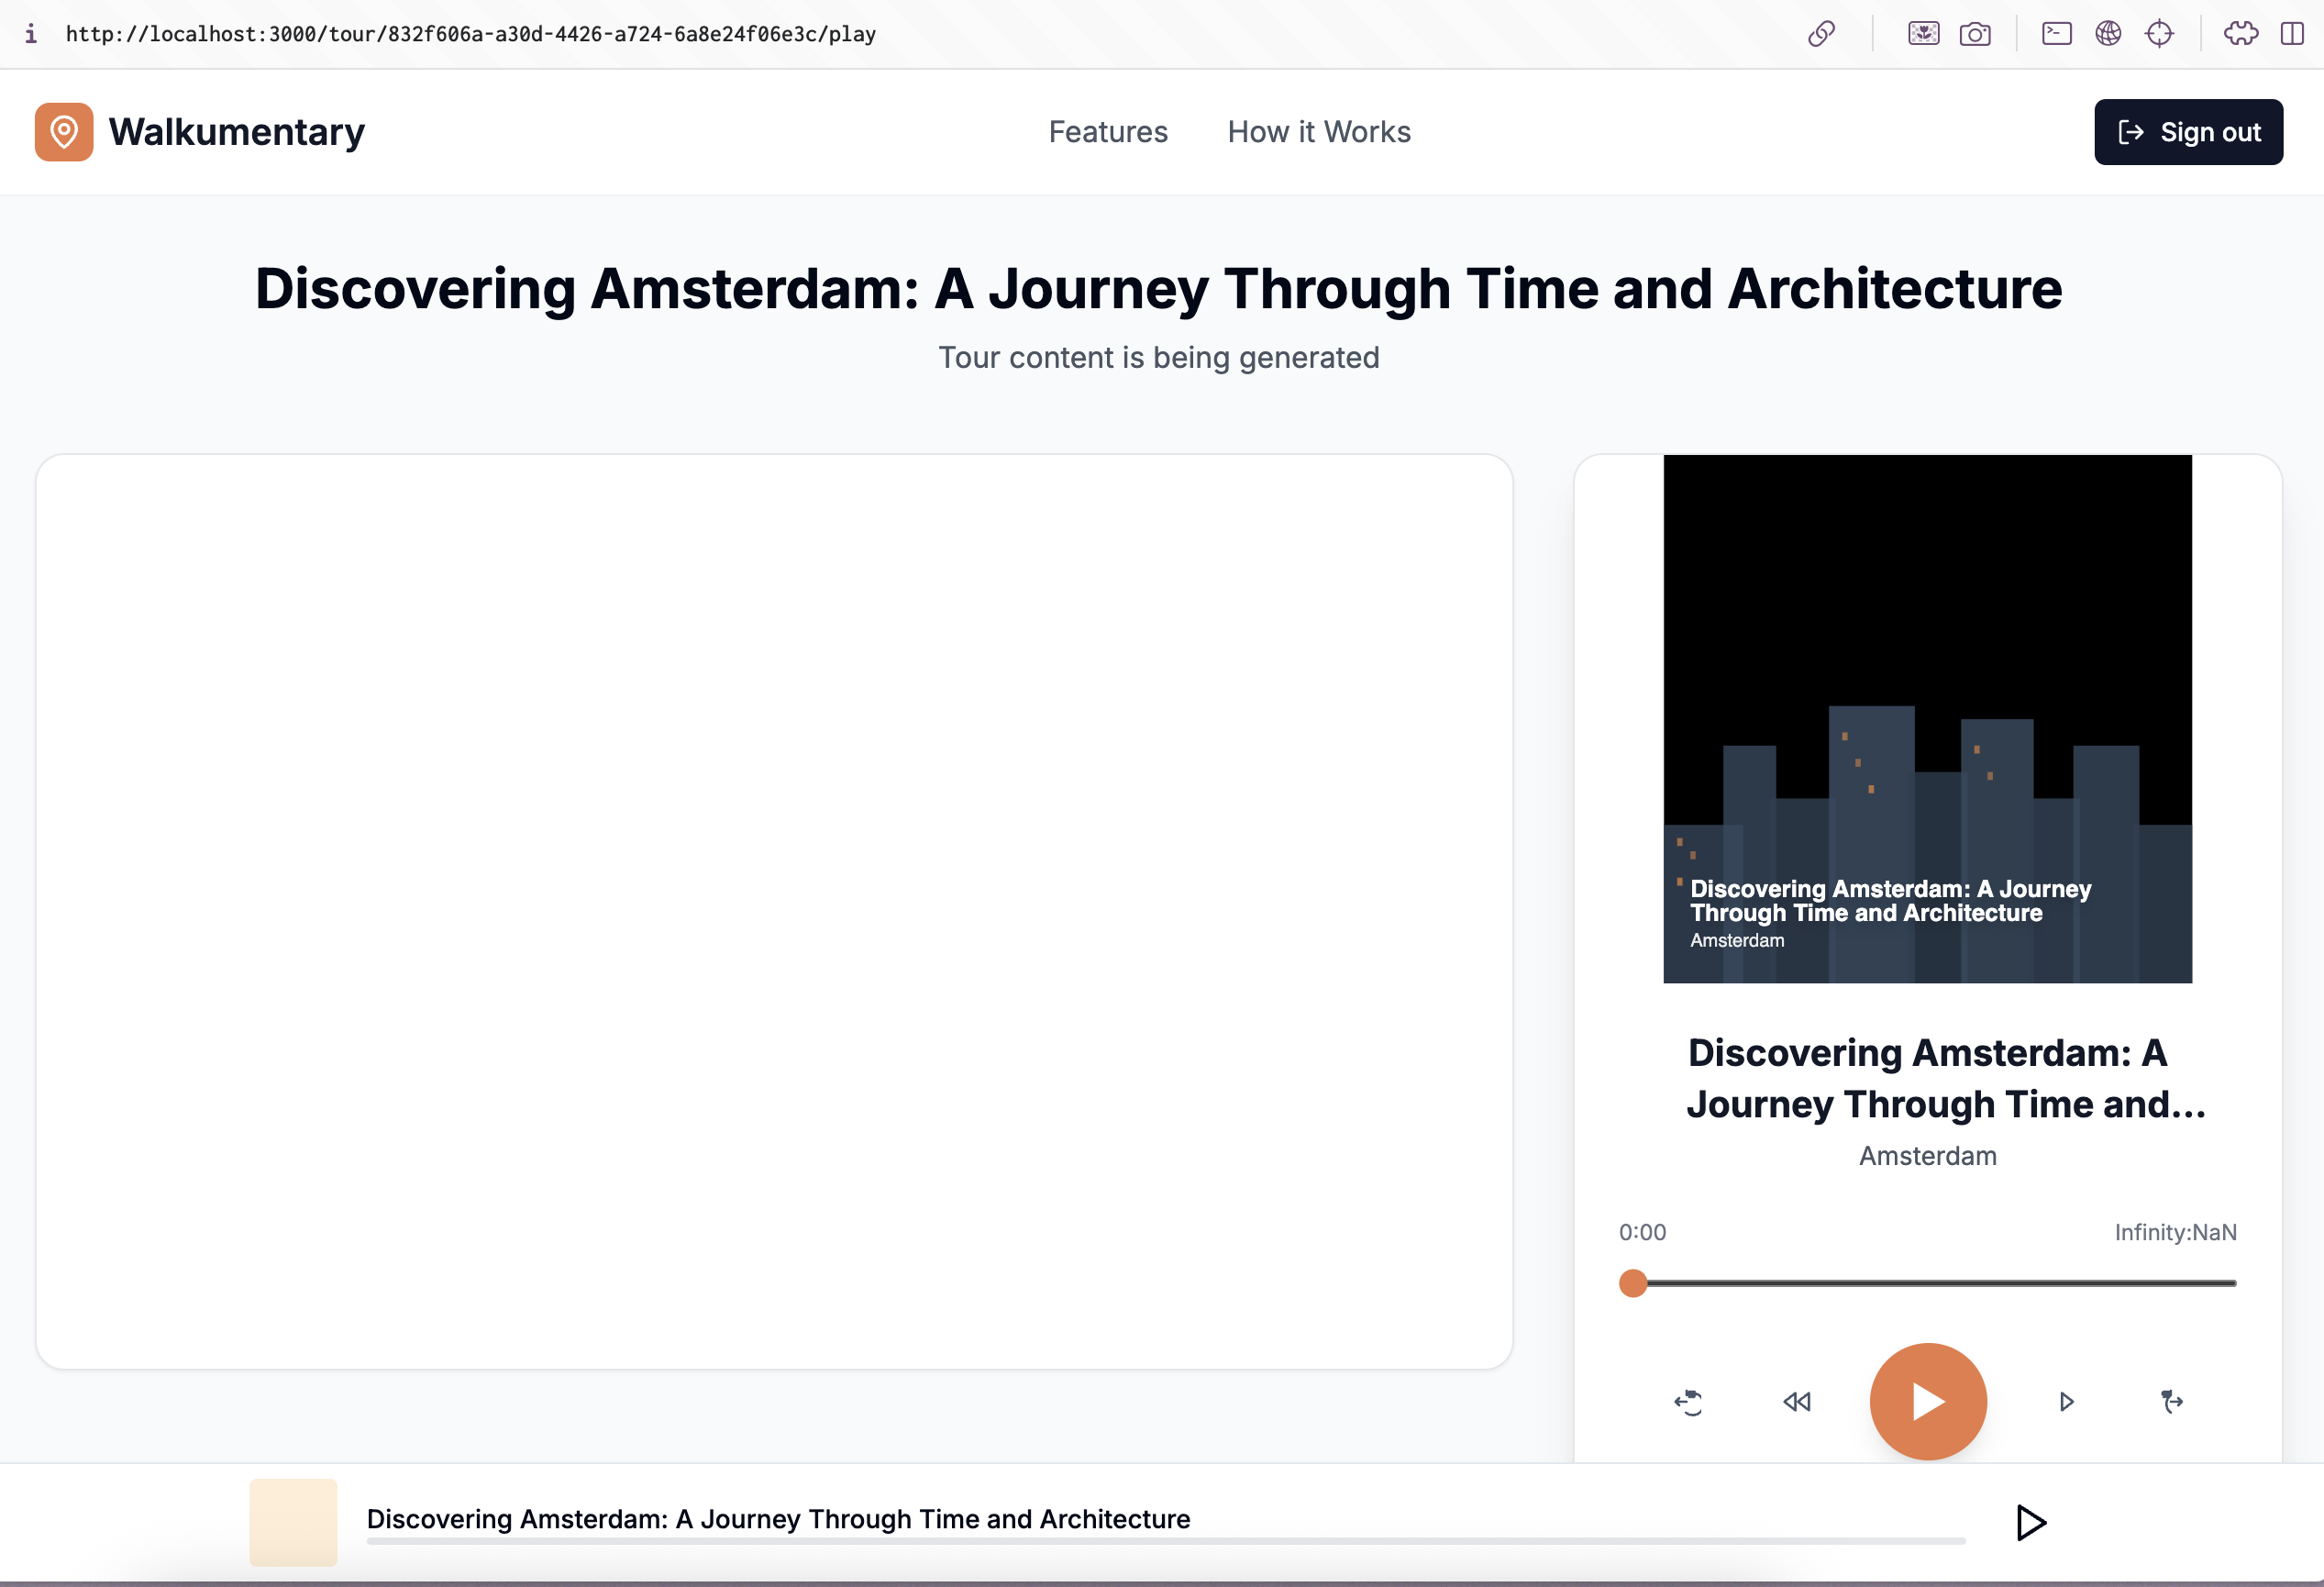 http://localhost:3000/tour/832f606a-a30d-4426-a724-6a8e24f06e3c/play
Walkumentary
Features
How it Works
Sign out
Discovering Amsterdam: A Journey Through Time and Architecture
Tour content is being generated
Discovering Amsterdam: A Journey
Through Time and Architecture
Amsterdam
Discovering Amsterdam: A
Journey Through Time and...
Amsterdam
0:00
Infinity:NaN
Discovering Amsterdam: A Journey Through Time and Architecture